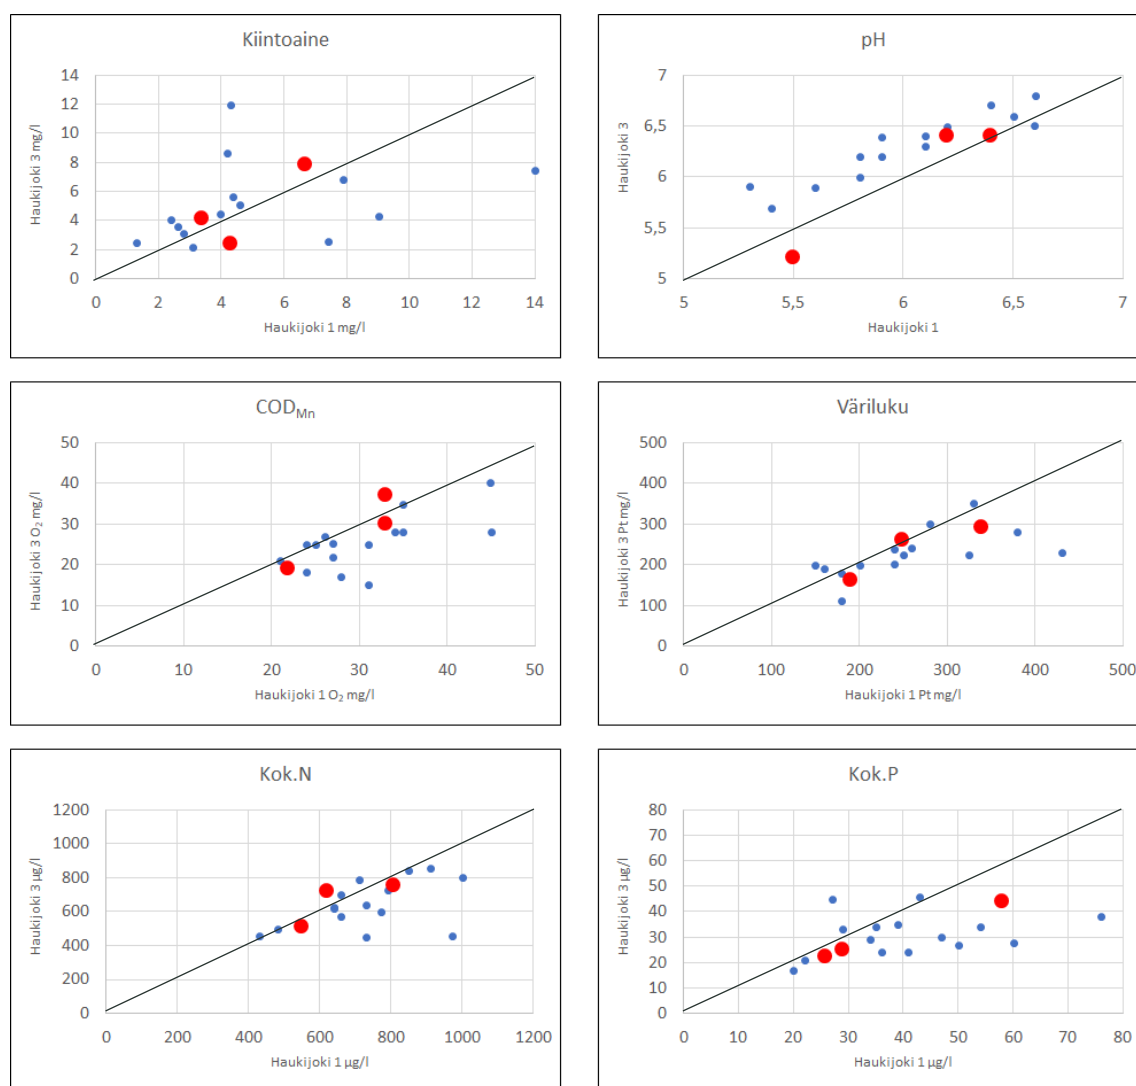 Kiintoaine
Haukijoki 3 mg/l
14
12
10
8
6
4
2
0
0 2 4 6 8 10 12 14
Haukijoki 1 mg/l
pH
Haukijoki 3
7
6,5
6
5,5
5
5 5,5 6 6,5 7
Haukijoki 1
CODMn
Haukijoki 3 O2 mg/l
50
40
30
20
10
0
0 10 20 30 40 50
Haukijoki 1 O2 mg/l
Väriluku
Haukijoki 3 Pt mg/l
500
400
300
200
100
0
0 100 200 300 400 500
Haukijoki 1 Pt mg/l
Kok.N
Haukijoki 3 µg/l
1200
1000
800
600
400
200
0
0 200 400 600 800 1000 1200
Haukijoki 1 µg/l
Kok.P
Haukijoki 3 µg/l
80
70
60
50
40
30
20
10
0
0 10 20 30 40 50 60 70 80
Haukijoki 1 µg/l